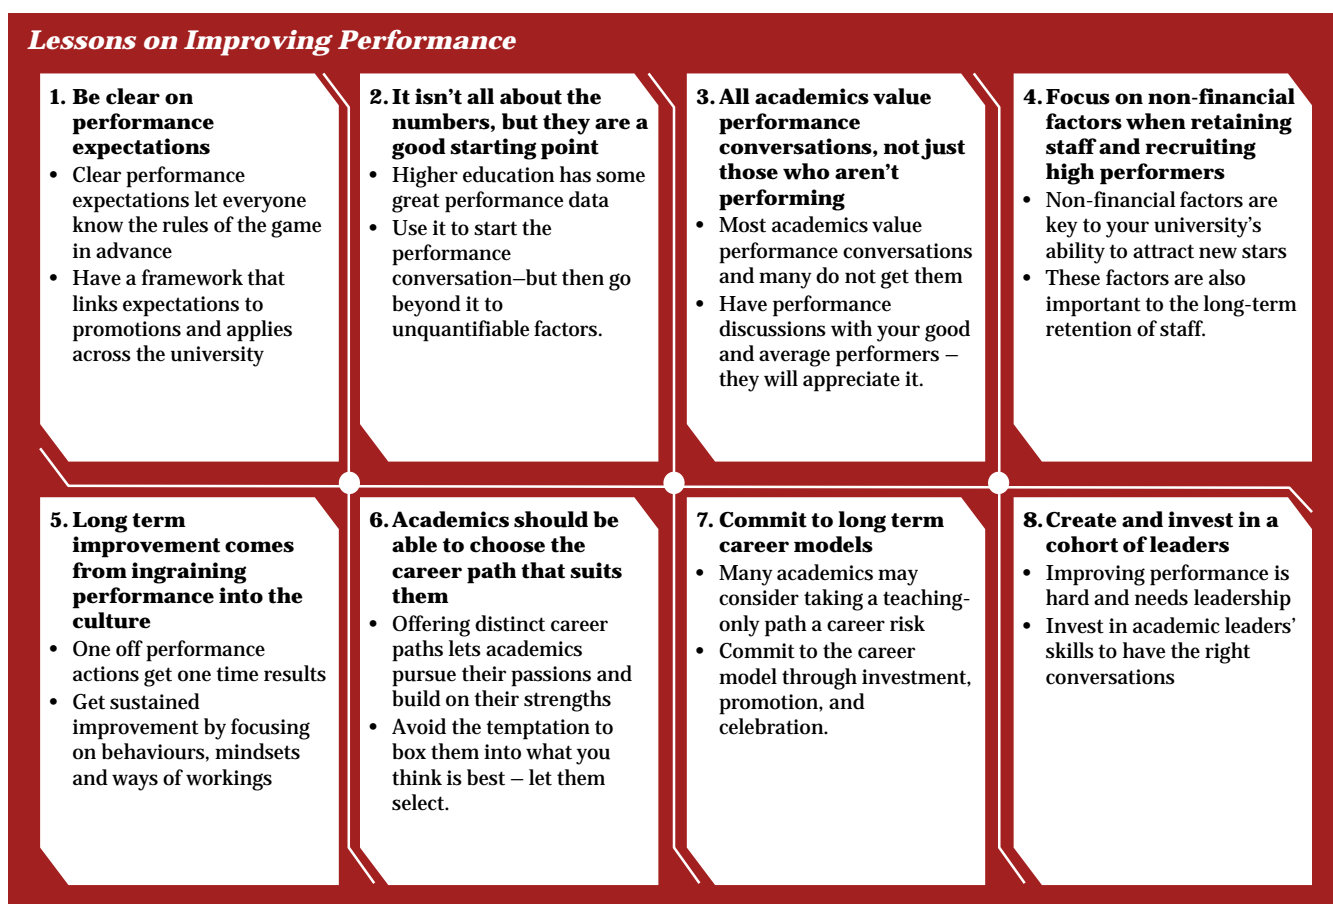 Lessons on Improving Performance
1. Be clear on
performance
expectations
• Clear performance
expectations let everyone
know the rules of the game
in advance
• Have a framework that
links expectations to
promotions and applies
across the university
2. It isn't all about the
numbers, but they are a
good starting point
• Higher education has some
great performance data
• Use it to start the
performance
conversation—but then go
beyond it to
unquantifiable factors.
3. All academics value
performance
conversations, not just
those who aren't
performing
• Most academics value
performance conversations
and many do not get them
• Have performance
discussions with your good
and average performers –
they will appreciate it.
4. Focus on non-financial
factors when retaining
staff and recruiting
high performers
• Non-financial factors are
key to your university's
ability to attract new stars
• These factors are also
important to the long-term
retention of staff.
5. Long term
improvement comes
from ingraining
performance into the
culture
• One off performance
actions get one time results
• Get sustained
improvement by focusing
on behaviours, mindsets
and ways of workings
6. Academics should be
able to choose the
career path that suits
them
• Offering distinct career
paths lets academics
pursue their passions and
build on their strengths
• Avoid the temptation to
box them into what you
think is best – let them
select.
7. Commit to long term
career models
• Many academics may
consider taking a teaching-
only path a career risk
• Commit to the career
model through investment,
promotion, and
celebration.
8. Create and invest in a
cohort of leaders
• Improving performance is
hard and needs leadership
• Invest in academic leaders'
skills to have the right
conversations